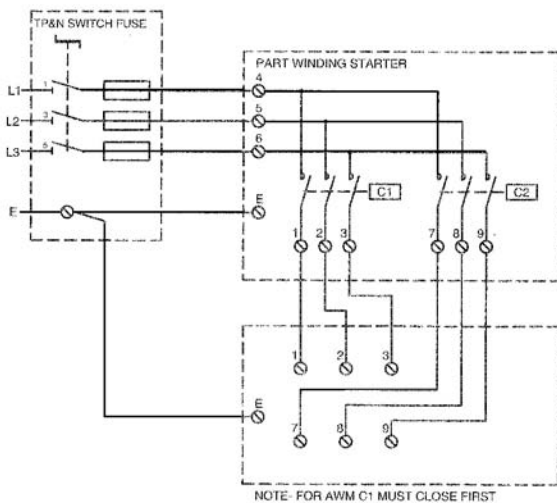 TP&N SWITCH FUSE
PART WINDING STARTER
L1
1
4
L2
3
5
L3
5
6
E
E
C1
C2
1
2
3
7
8
9
1
2
3
E
7
8
9
NOTE- FOR AWM C1 MUST CLOSE FIRST